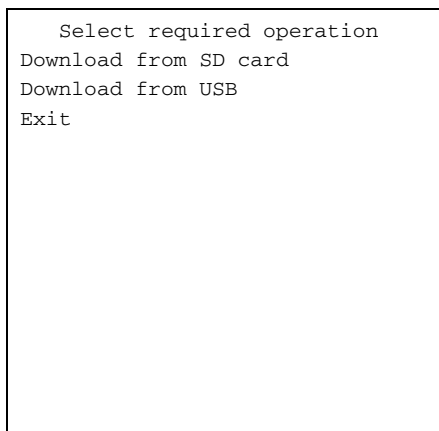 Select required operation
Download from SD card
Download from USB
Exit